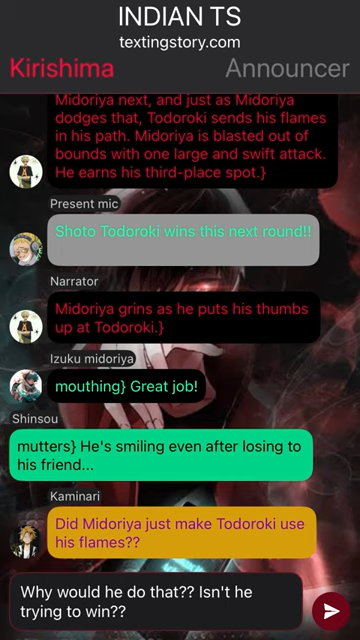 INDIAN TS
textingstory.com
Kirishima
Announcer
Midoriya next, and just as Midoriya
dodges that, Todoroki sends his flames
in his path. Midoriya is blasted out of
bounds with one large and swift attack.
He earns his third-place spot.}
Present mic
Shoto Todoroki wins this next round!!
Narrator
Midoriya grins as he puts his thumbs
up at Todoroki.}
Izuku midoriya
mouthing} Great job!
Shinsou
mutters} He's smiling even after losing to
his friend...
Kaminari
Did Midoriya just make Todoroki use
his flames??
Why would he do that?? Isn't he
trying to win??